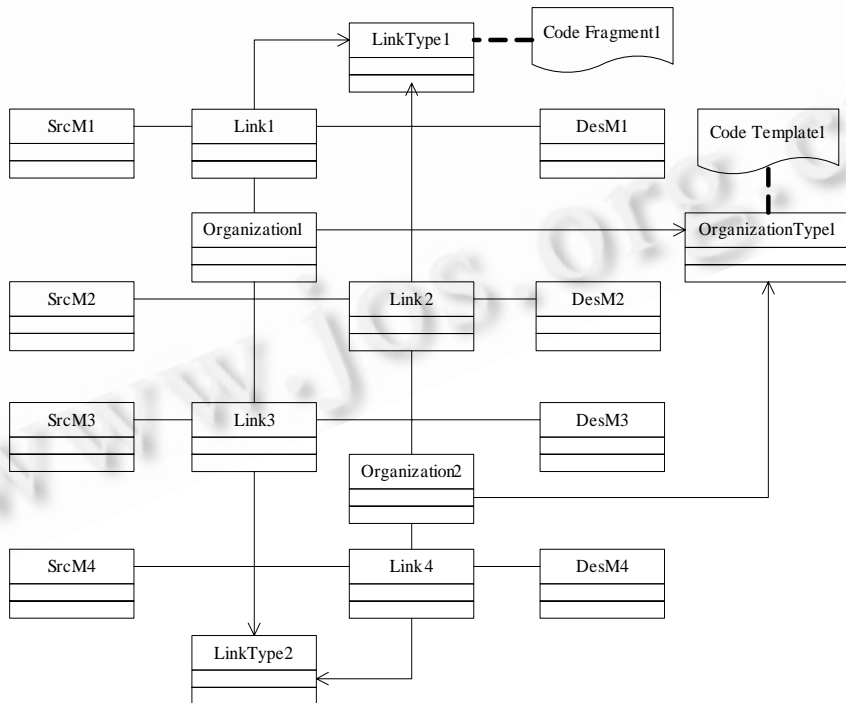 LinkType1
Code Fragment1
SrcM1
Link1
DesM1
Code Template1
Organization1
OrganizationType1
SrcM2
Link2
DesM2
SrcM3
Link3
DesM3
Organization2
SrcM4
Link4
DesM4
LinkType2
www.jos.org.c